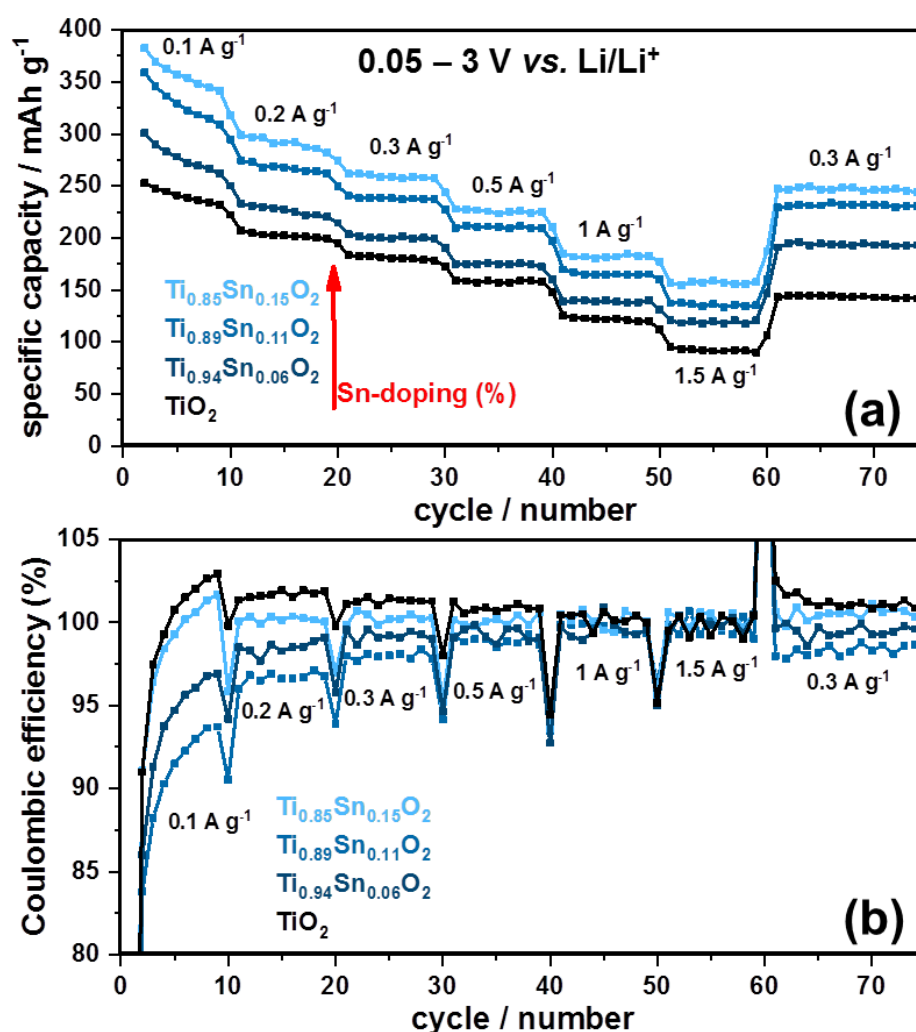 400
350
300
250
200
150
100
50
0
specific capacity / mAh g⁻¹
0.05 – 3 V vs. Li/Li⁺
0.1 A g⁻¹
0.2 A g⁻¹
0.3 A g⁻¹
0.5 A g⁻¹
1 A g⁻¹
1.5 A g⁻¹
0.3 A g⁻¹
Ti₀.₈₅Sn₀.₁₅O₂
Ti₀.₈₉Sn₀.₁₁O₂
Ti₀.₉₄Sn₀.₀₆O₂
TiO₂
Sn-doping (%)
(a)
0 10 20 30 40 50 60 70
cycle / number
105
100
95
90
85
80
Coulombic efficiency (%)
0.1 A g⁻¹
0.2 A g⁻¹
0.3 A g⁻¹
0.5 A g⁻¹
1 A g⁻¹
1.5 A g⁻¹
0.3 A g⁻¹
Ti₀.₈₅Sn₀.₁₅O₂
Ti₀.₈₉Sn₀.₁₁O₂
Ti₀.₉₄Sn₀.₀₆O₂
TiO₂
(b)
0 10 20 30 40 50 60 70
cycle / number